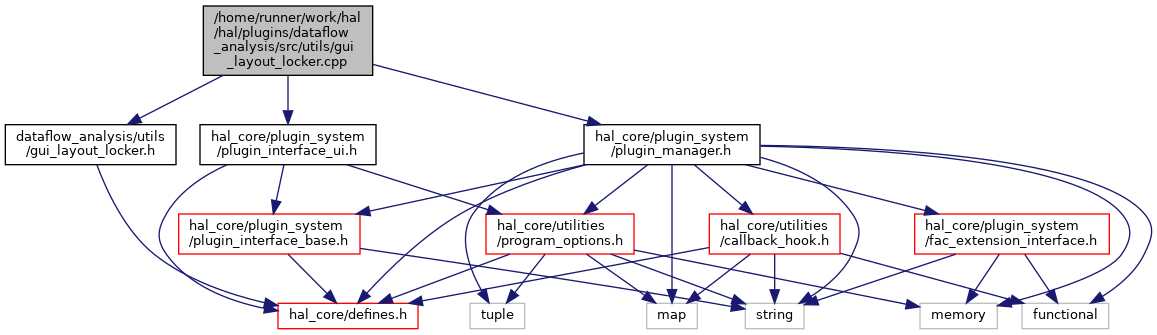 /home/runner/work/hal
/hal/plugins/dataflow
_analysis/src/utils/gui
_layout_locker.cpp
dataflow_analysis/utils
/gui_layout_locker.h
hal_core/plugin_system
/plugin_interface_ui.h
hal_core/plugin_system
/plugin_manager.h
hal_core/plugin_system
/plugin_interface_base.h
hal_core/utilities
/program_options.h
hal_core/utilities
/callback_hook.h
hal_core/plugin_system
/fac_extension_interface.h
hal_core/defines.h
tuple
map
string
memory
functional